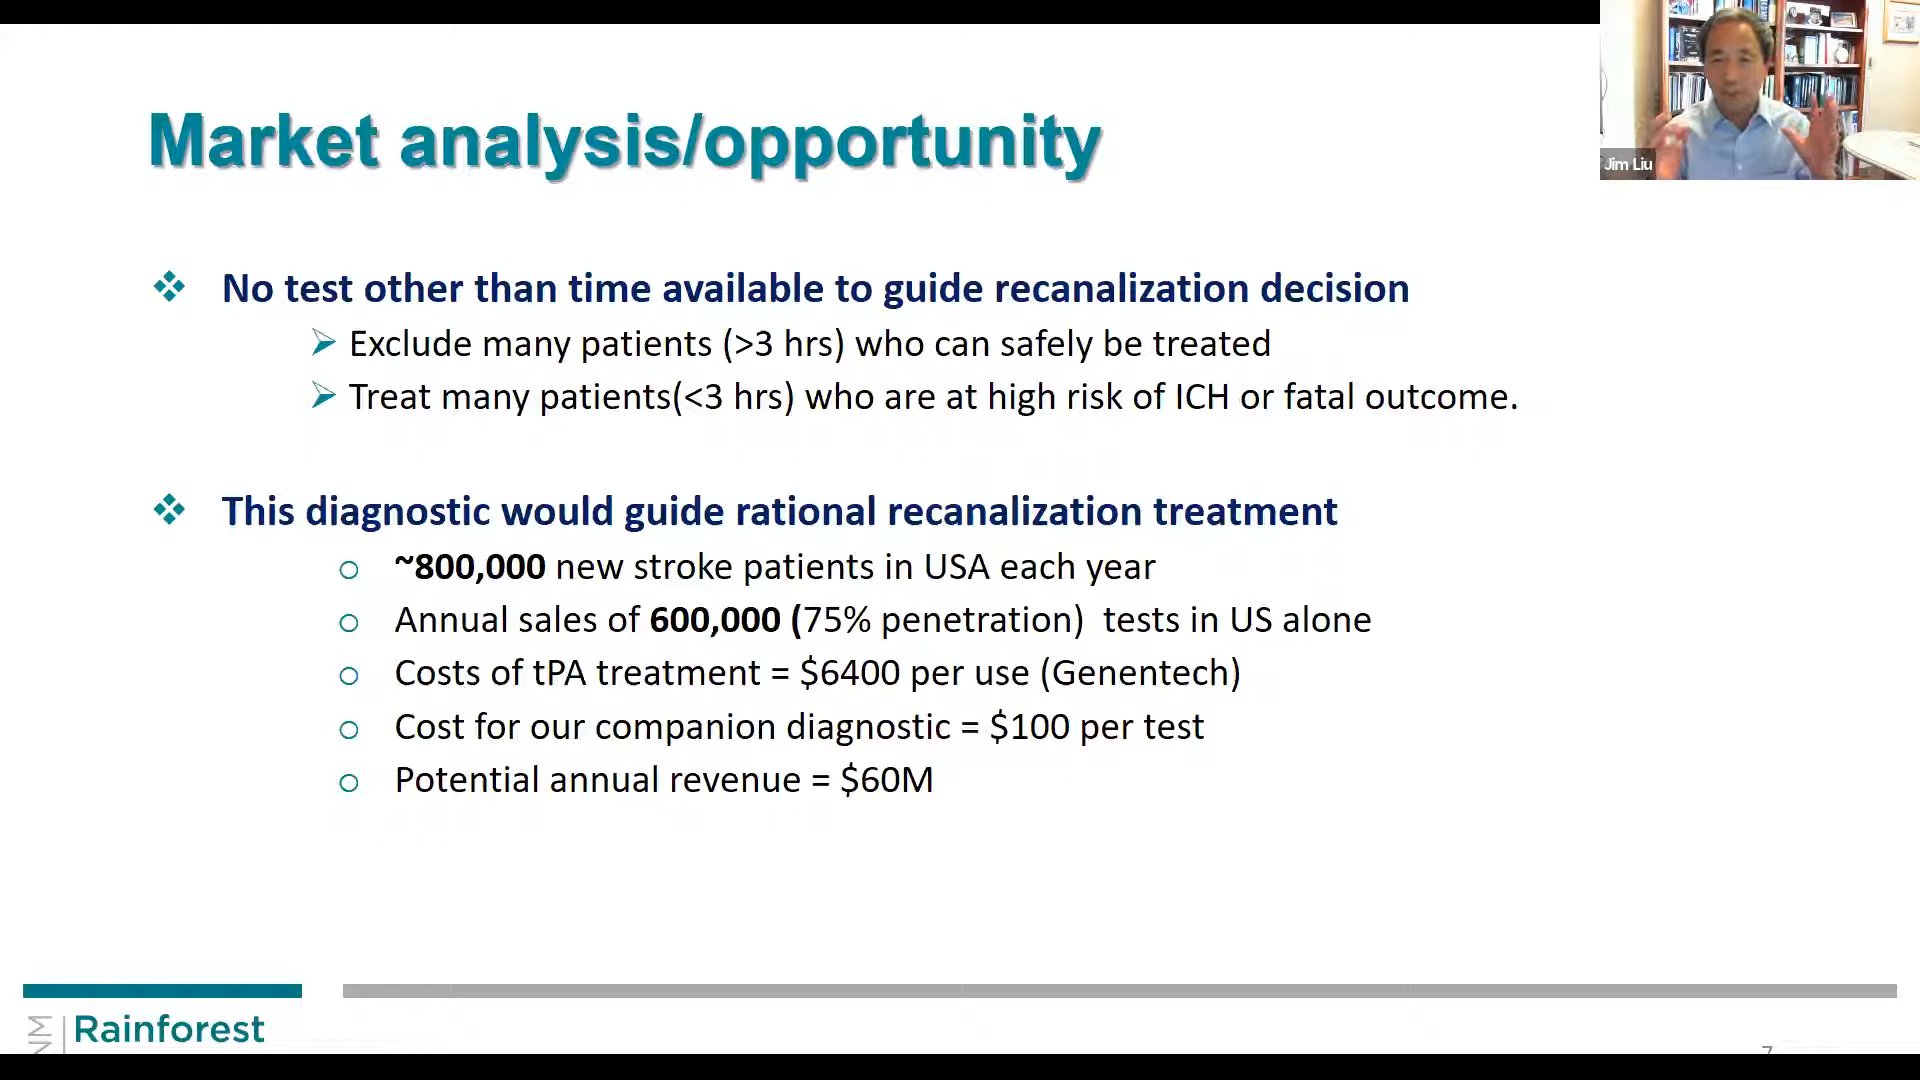 Market analysis/opportunity
Jim Liu
No test other than time available to guide recanalization decision
Exclude many patients (>3 hrs) who can safely be treated
Treat many patients(<3 hrs) who are at high risk of ICH or fatal outcome.
This diagnostic would guide rational recanalization treatment
~800,000 new stroke patients in USA each year
Annual sales of 600,000 (75% penetration) tests in US alone
Costs of tPA treatment = $6400 per use (Genentech)
Cost for our companion diagnostic = $100 per test
Potential annual revenue = $60M
NM
Rainforest
7